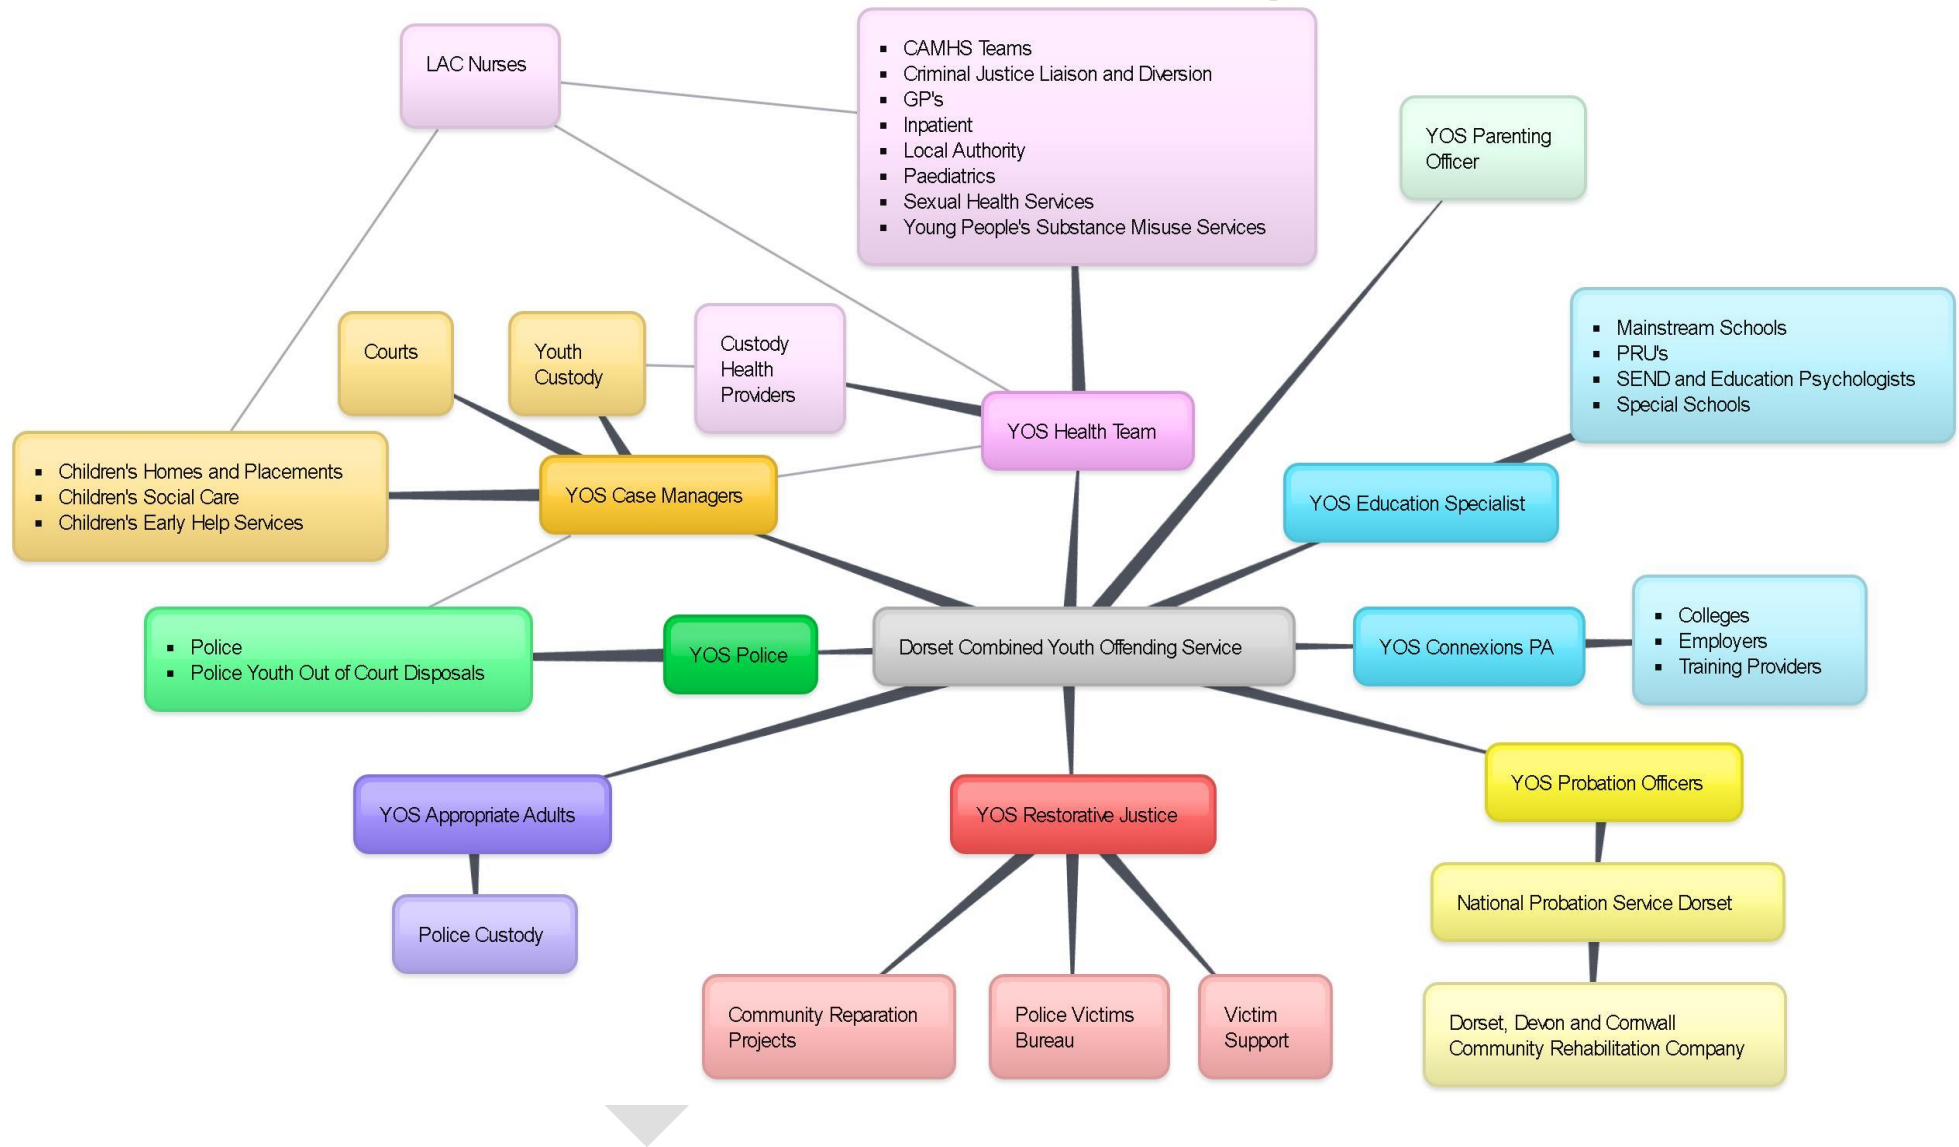 LAC Nurses
▪ CAMHS Teams
▪ Criminal Justice Liaison and Diversion
▪ GP's
▪ Inpatient
▪ Local Authority
▪ Paediatrics
▪ Sexual Health Services
▪ Young People's Substance Misuse Services
YOS Parenting
Officer
Courts
Youth
Custody
Custody
Health
Providers
YOS Health Team
▪ Mainstream Schools
▪ PRU's
▪ SEND and Education Psychologists
▪ Special Schools
▪ Children's Homes and Placements
▪ Children's Social Care
▪ Children's Early Help Services
YOS Case Managers
YOS Education Specialist
▪ Police
▪ Police Youth Out of Court Disposals
YOS Police
Dorset Combined Youth Offending Service
YOS Connexions PA
▪ Colleges
▪ Employers
▪ Training Providers
YOS Appropriate Adults
YOS Restorative Justice
YOS Probation Officers
Police Custody
National Probation Service Dorset
Community Reparation
Projects
Police Victims
Bureau
Victim
Support
Dorset, Devon and Cornwall
Community Rehabilitation Company